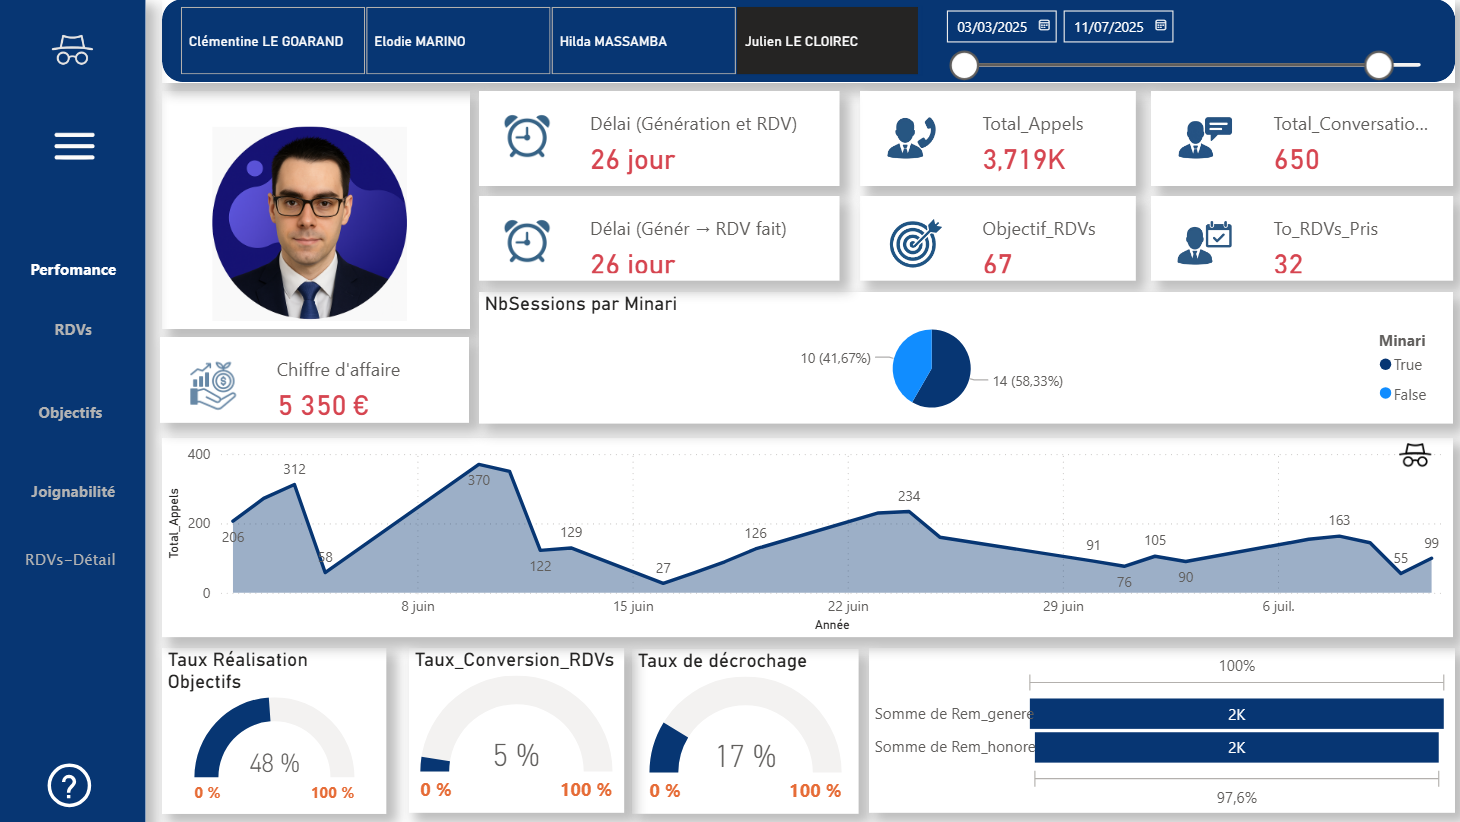 Clémentine LE GOARAND
Elodie MARINO
Hilda MASSAMBA
Julien LE CLOIREC
03/03/2025
11/07/2025
Perfomance
RDVs
Objectifs
Joignabilité
RDVs-Détail
?
Délai (Génération et RDV)
26 jour
Total_Appels
3,719K
Total_Conversatio...
650
Délai (Génér → RDV fait)
26 jour
Objectif_RDVs
67
To_RDVs_Pris
32
Chiffre d'affaire
5 350 €
NbSessions par Minari
10 (41,67%)
14 (58,33%)
Minari
True
False
Total_Appels
400
200
0
206
312
58
370
122
129
27
126
234
91
76
105
90
163
55
99
8 juin
15 juin
22 juin
29 juin
6 juil.
Année
Taux Réalisation
Objectifs
48 %
0 %
100 %
Taux_Conversion_RDVs
5 %
0 %
100 %
Taux de décrochage
17 %
0 %
100 %
100%
Somme de Rem_genere
2K
Somme de Rem_honore
2K
97,6%